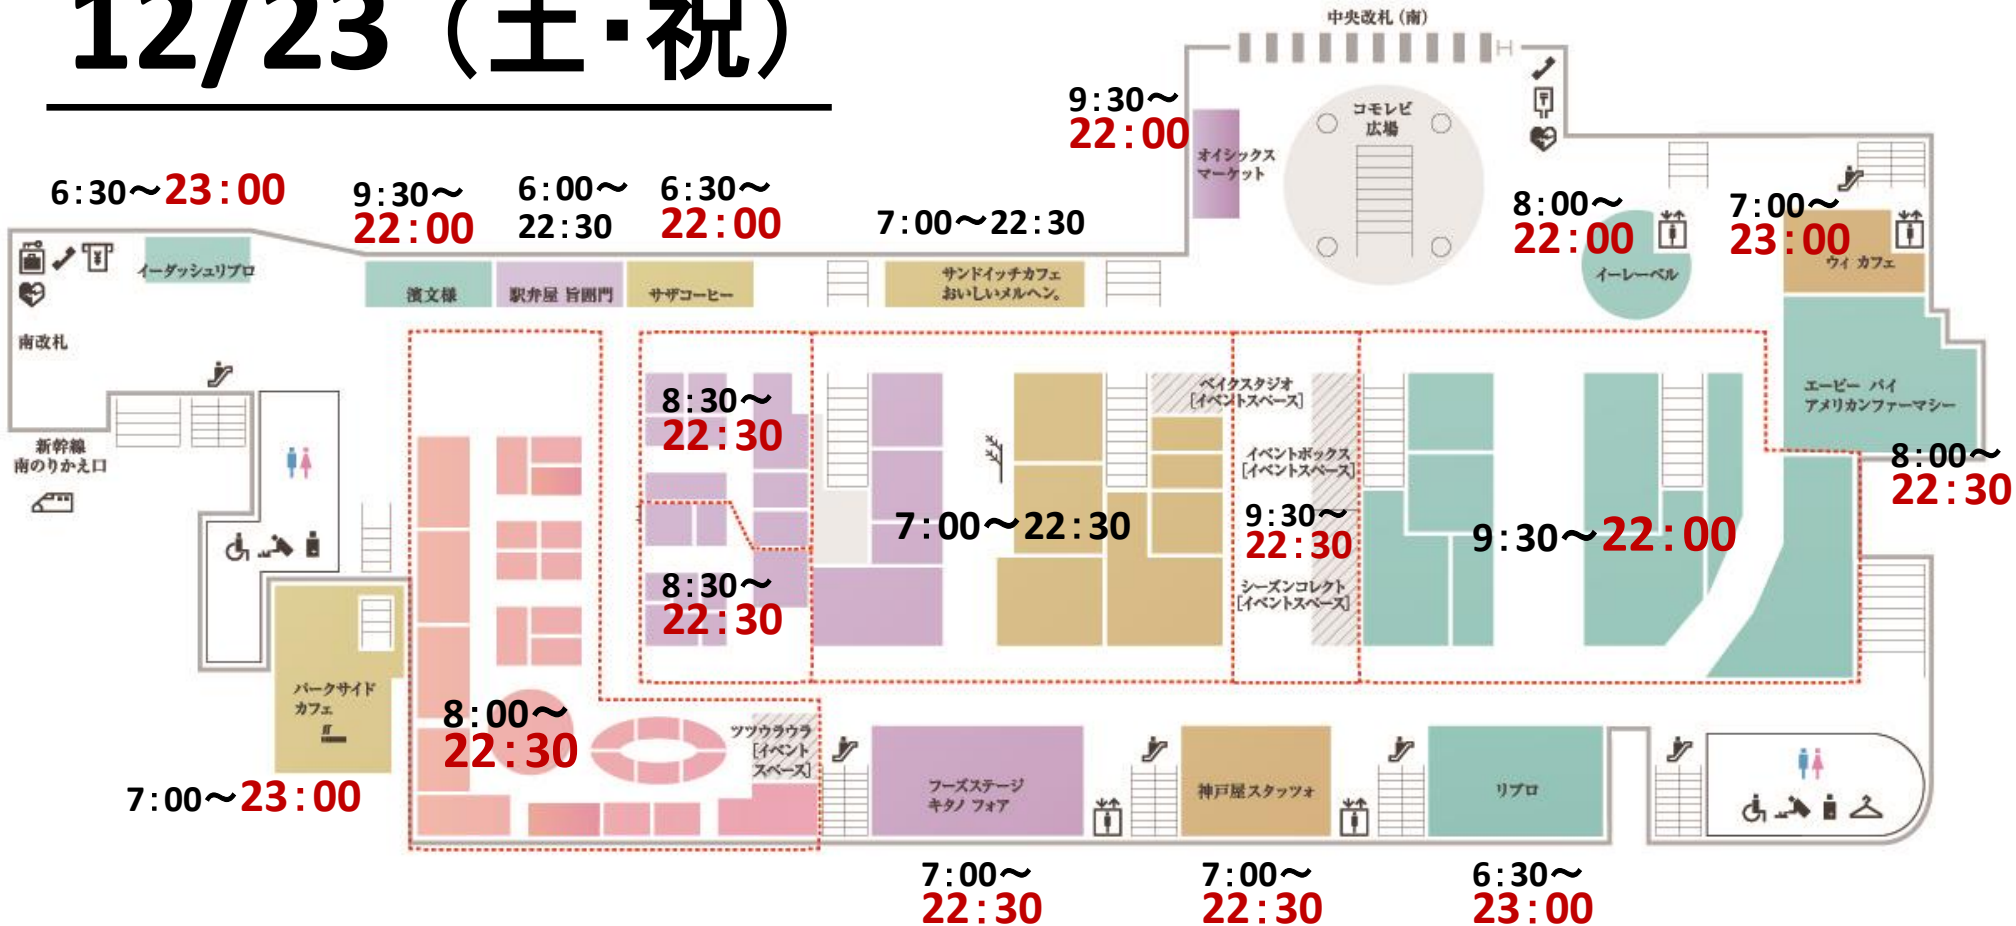 12/23（土・祝）
中央改札（南）
コモレビ
広場
9:30～
22:00
オイシックス
マーケット
6:30～23:00
9:30～
22:00
6:00～
22:30
6:30～
22:00
7:00～22:30
8:00～
22:00
7:00～
23:00
イーダッシュリブロ
濱文様
駅弁屋 旨囲門
サザコーヒー
サンドイッチカフェ
おいしいメルヘン。
イーレーベル
ウィ カフェ
南改札
新幹線
南のりかえ口
8:30～
22:30
ベイクスタジオ
[イベントスペース]
エービー バイ
アメリカンファーマシー
イベントボックス
[イベントスペース]
8:00～
22:30
7:00～22:30
9:30～
22:30
9:30～22:00
8:30～
22:30
シーズンコレクト
[イベントスペース]
パークサイド
カフェ
8:00～
22:30
ツヅウラウラ
[イベント
スペース]
7:00～23:00
フーズステージ
キタノ フォア
神戸屋スタッツォ
リブロ
7:00～
22:30
7:00～
22:30
6:30～
23:00